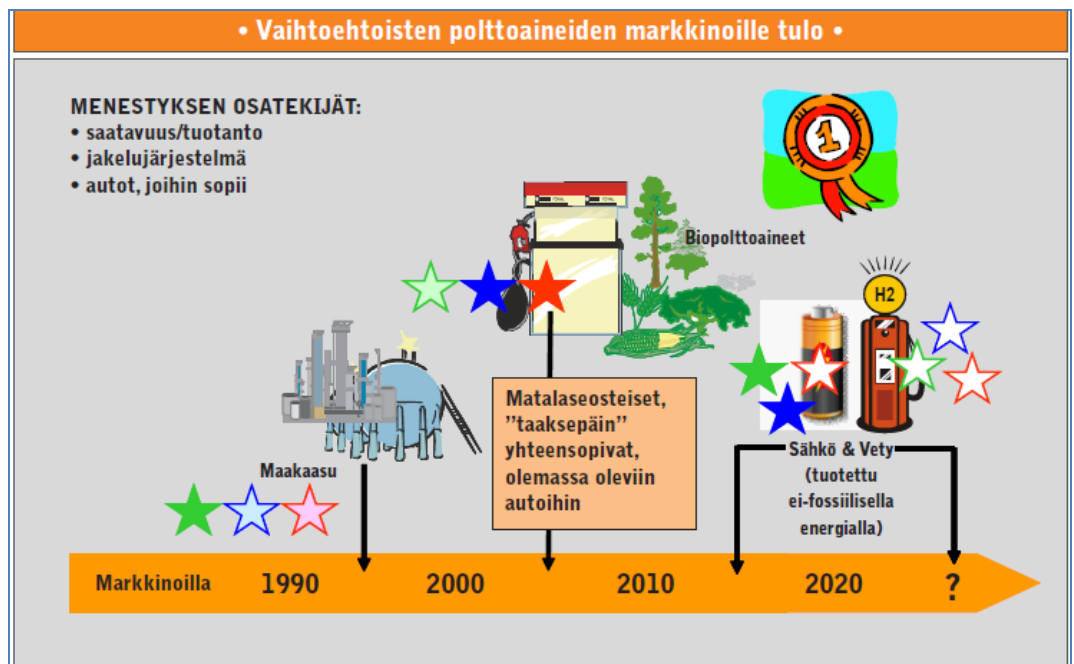 • Vaihtoehtoisten polttoaineiden markkinoille tulo •
MENESTYKSEN OSATEKIJÄT:
• saatavuus/tuotanto
• jakelujärjestelmä
• autot, joihin sopii
1
Biopolttoaineet
H2
Matalaseosteiset,
”taaksepäin”
yhteensopivat,
olemassa oleviin
autoihin
Maakaasu
Sähkö & Vety
(tuotettu
ei-fossiilisella
energialla)
Markkinoilla 1990 2000 2010 2020 ?